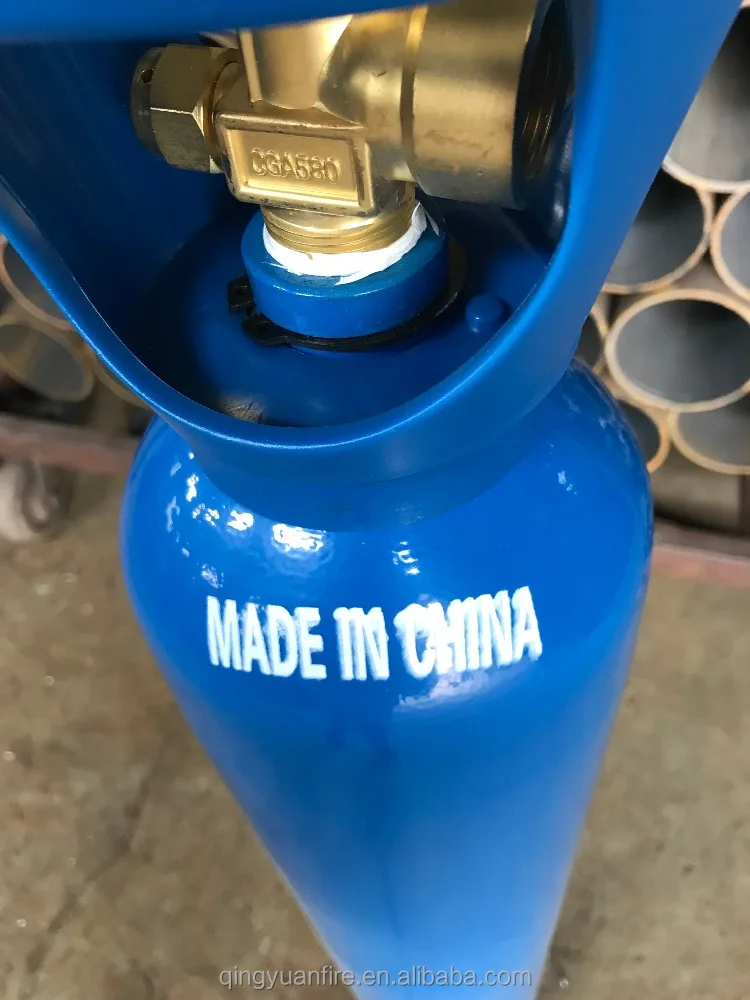 CGA580
MADE IN CHINA
qingyuanfire.en.alibaba.com